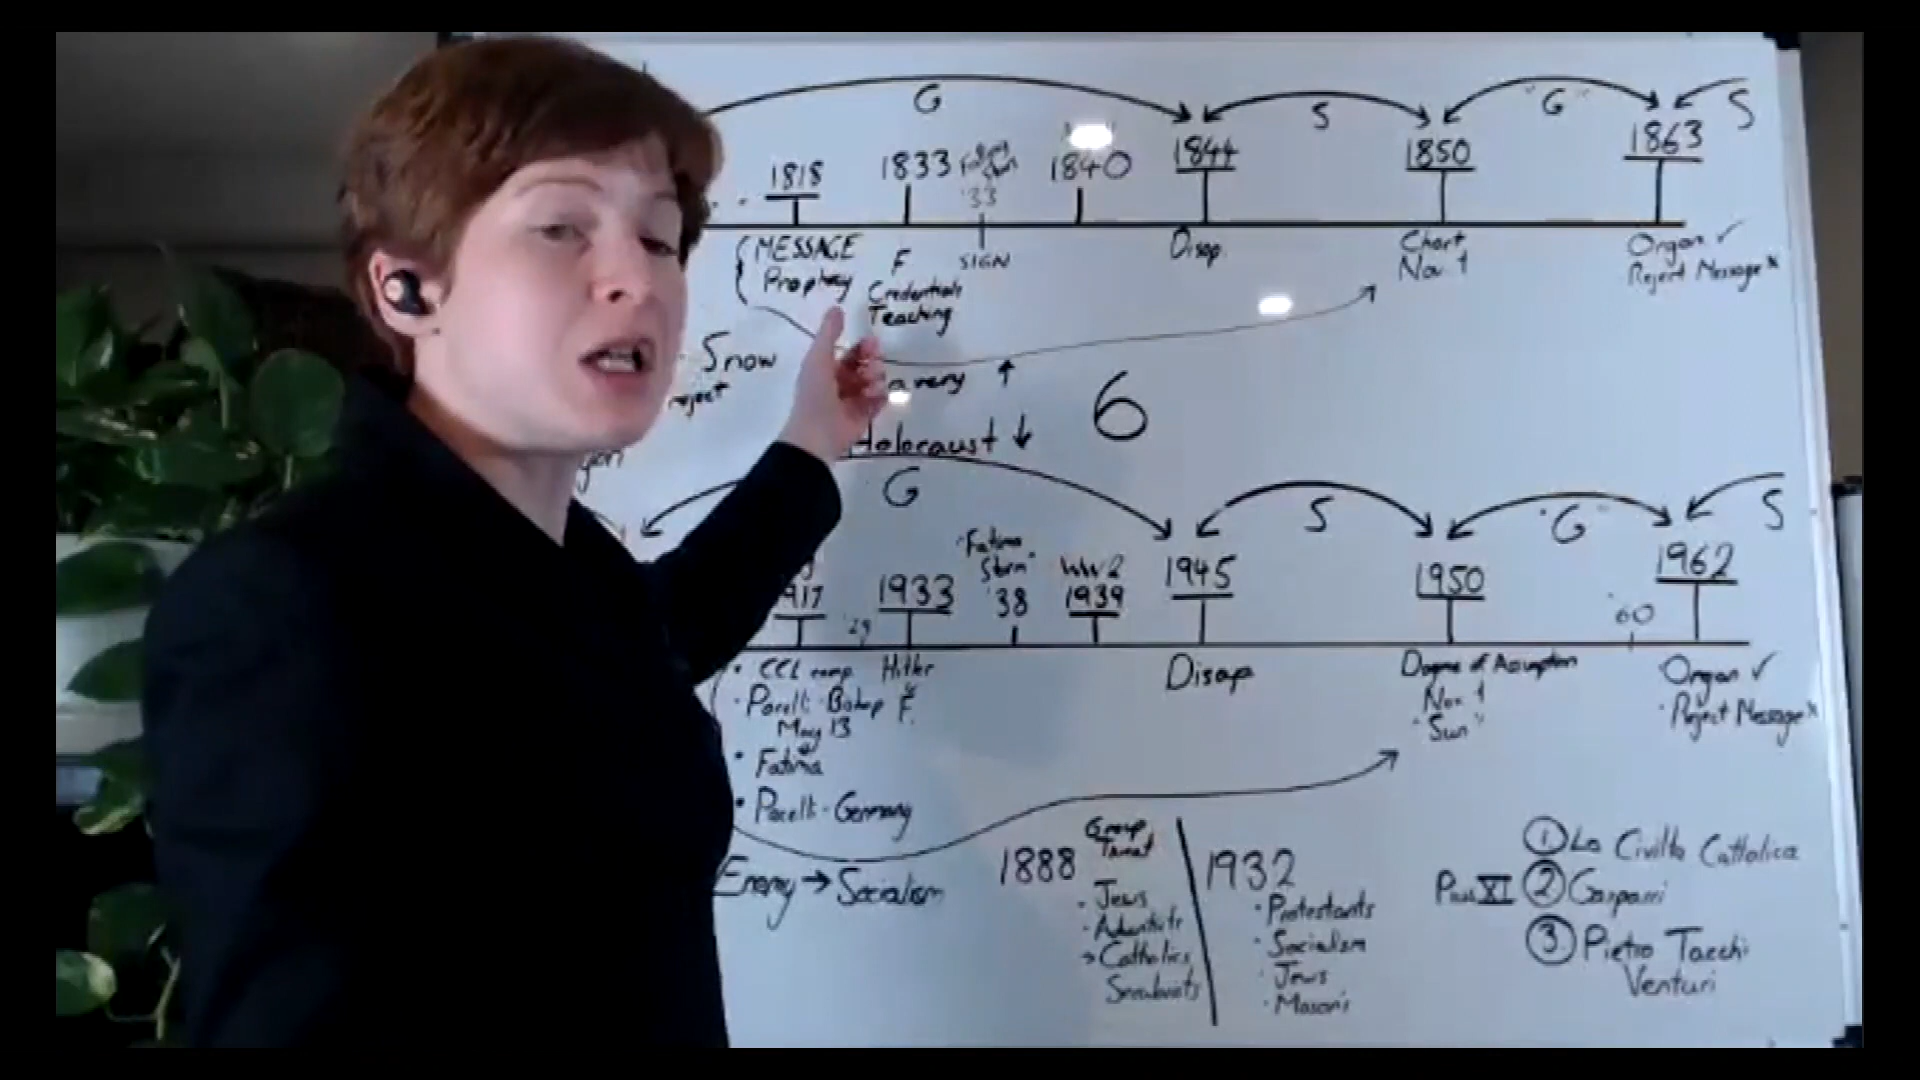 G
S
"G"
S
1818
1833
'33
1840
1844
1850
1863
MESSAGE
Prophecy
F
Credentials
Teaching
SIGN
Disap.
Chart
Nov 1
Organ ✓
Reject Message x
Snow
reject
↑
6
Holocaust ↓
G
S
"G"
S
1933
"Fatima
Storm"
'38
WW2
1939
1945
1950
'60
1962
'29
Hitler
F.
• Pacelli - Bishop
May 13
• Fatima
• Pacelli - Germany
Disap
Dogma of Assumption
Nov 1
"Sun"
Organ ✓
• Reject Message x
Enemy → Socialism
1888
Group
• Jews
• Adventists
→ Catholics
Secularists
1932
• Protestants
• Socialism
• Jews
• Masons
① La Civilta Cattolica
Pius XI ② Gasparri
③ Pietro Tacchi
Venturi